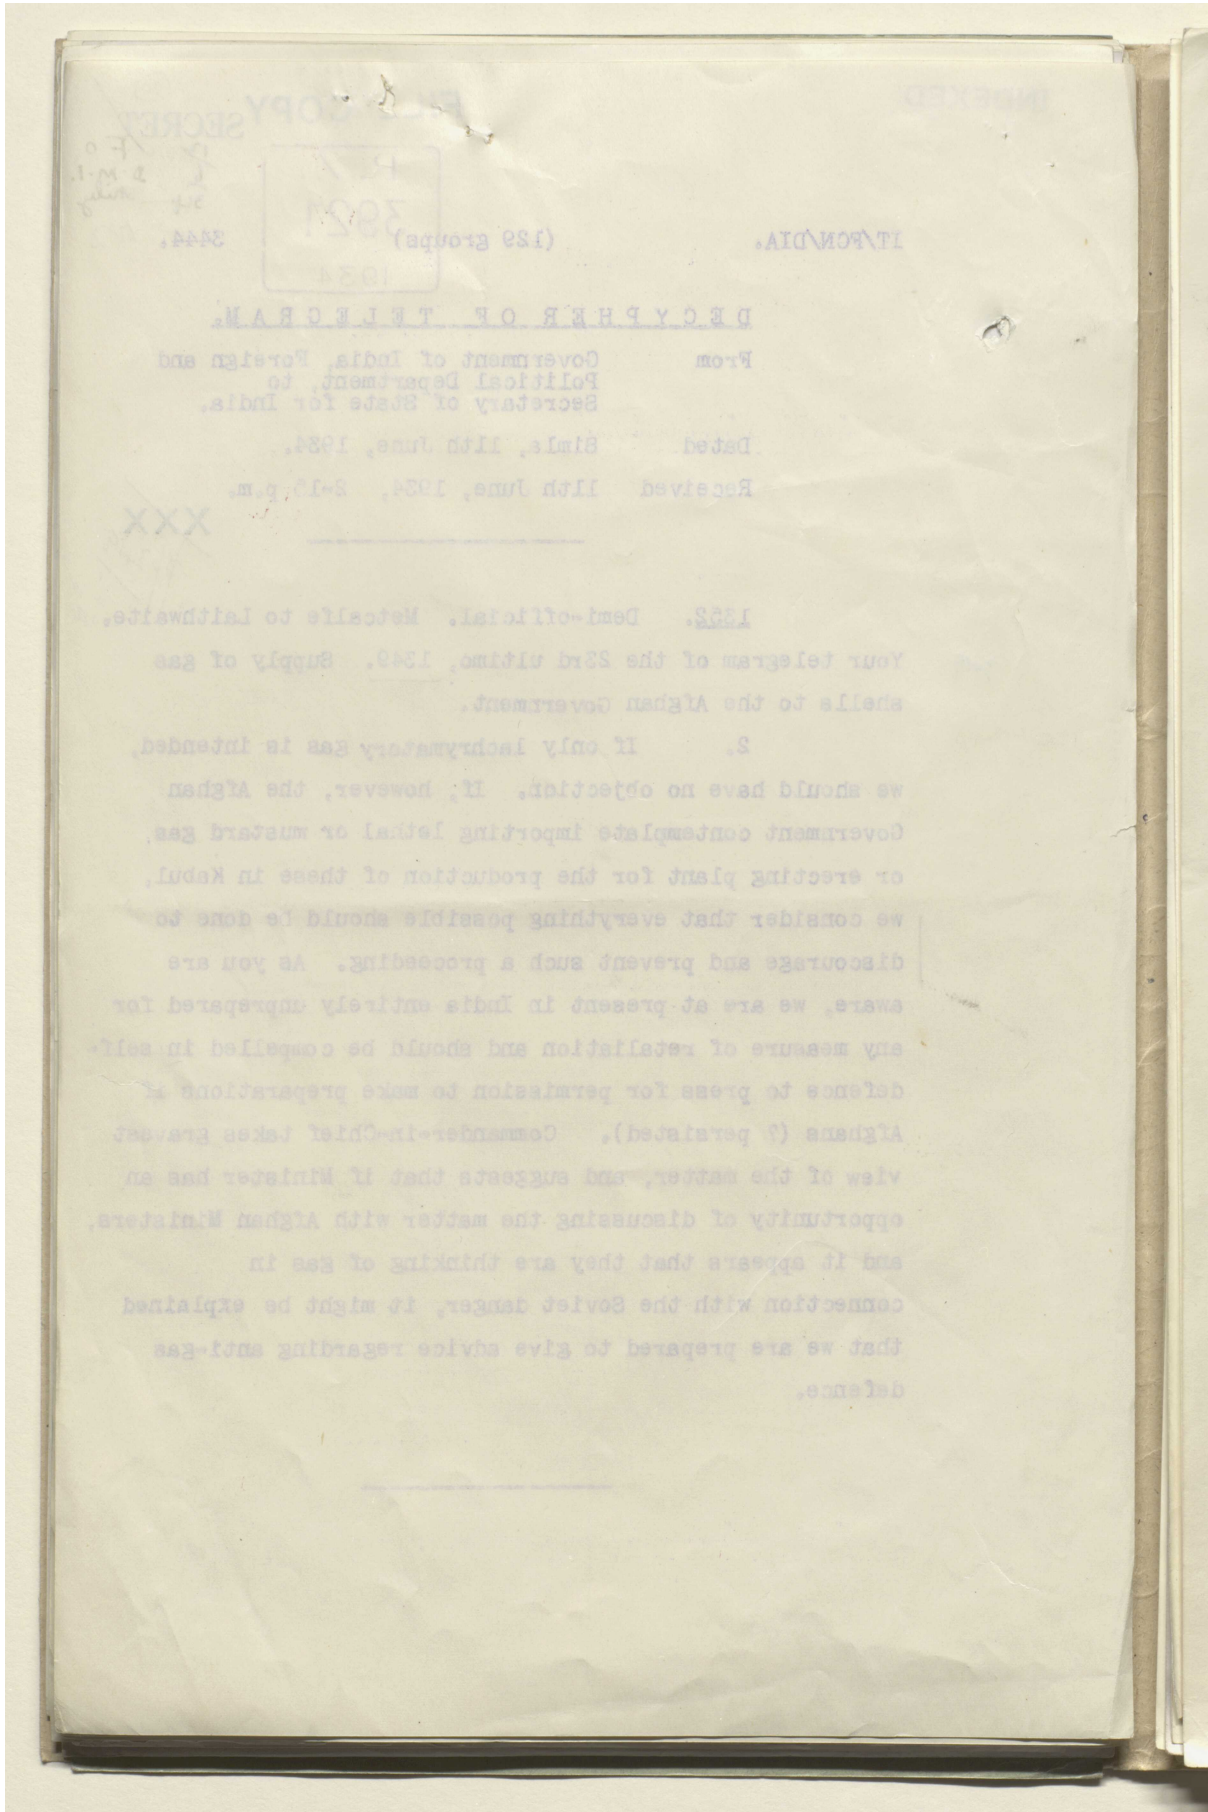 INDEXED
FILE COPY
SECRET
3921
1934
1T/FCN/DIA. (129 groups) 3444.
DECYPHER OF TELEGRAM.
From Government of India, Foreign and
Political Department, to
Secretary of State for India.
Dated Simla, 11th June, 1934.
Received 11th June, 1934, 2-15 p.m.
XXX
1352. Demi-official. Metcalfe to Laithwaite.
Your telegram of the 23rd ultimo, 1349. Supply of gas
shells to the Afghan Government.
2. If only lachrymatory gas is intended,
we should have no objection. If, however, the Afghan
Government contemplate importing lethal or mustard gas,
or erecting plant for the production of these in Kabul,
we consider that everything possible should be done to
discourage and prevent such a proceeding. As you are
aware, we are at present in India entirely unprepared for
any measure of retaliation and should be compelled in self-
defence to press for permission to make preparations if
Afghans (? persisted). Commander-in-Chief takes gravest
view of the matter, and suggests that if Minister has an
opportunity of discussing the matter with Afghan Ministers,
and it appears that they are thinking of gas in
connection with the Soviet danger, it might be explained
that we are prepared to give advice regarding anti-gas
defence.